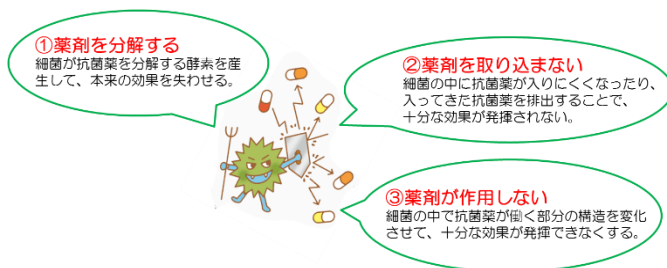 ①薬剤を分解する
細菌が抗菌薬を分解する酵素を産
生して、本来の効果を失わせる。
②薬剤を取り込まない
細菌の中に抗菌薬が入りにくくなったり、
入ってきた抗菌薬を排出することで、
十分な効果が発揮されない。
③薬剤が作用しない
細菌の中で抗菌薬が働く部分の構造を変化
させて、十分な効果が発揮できなくする。